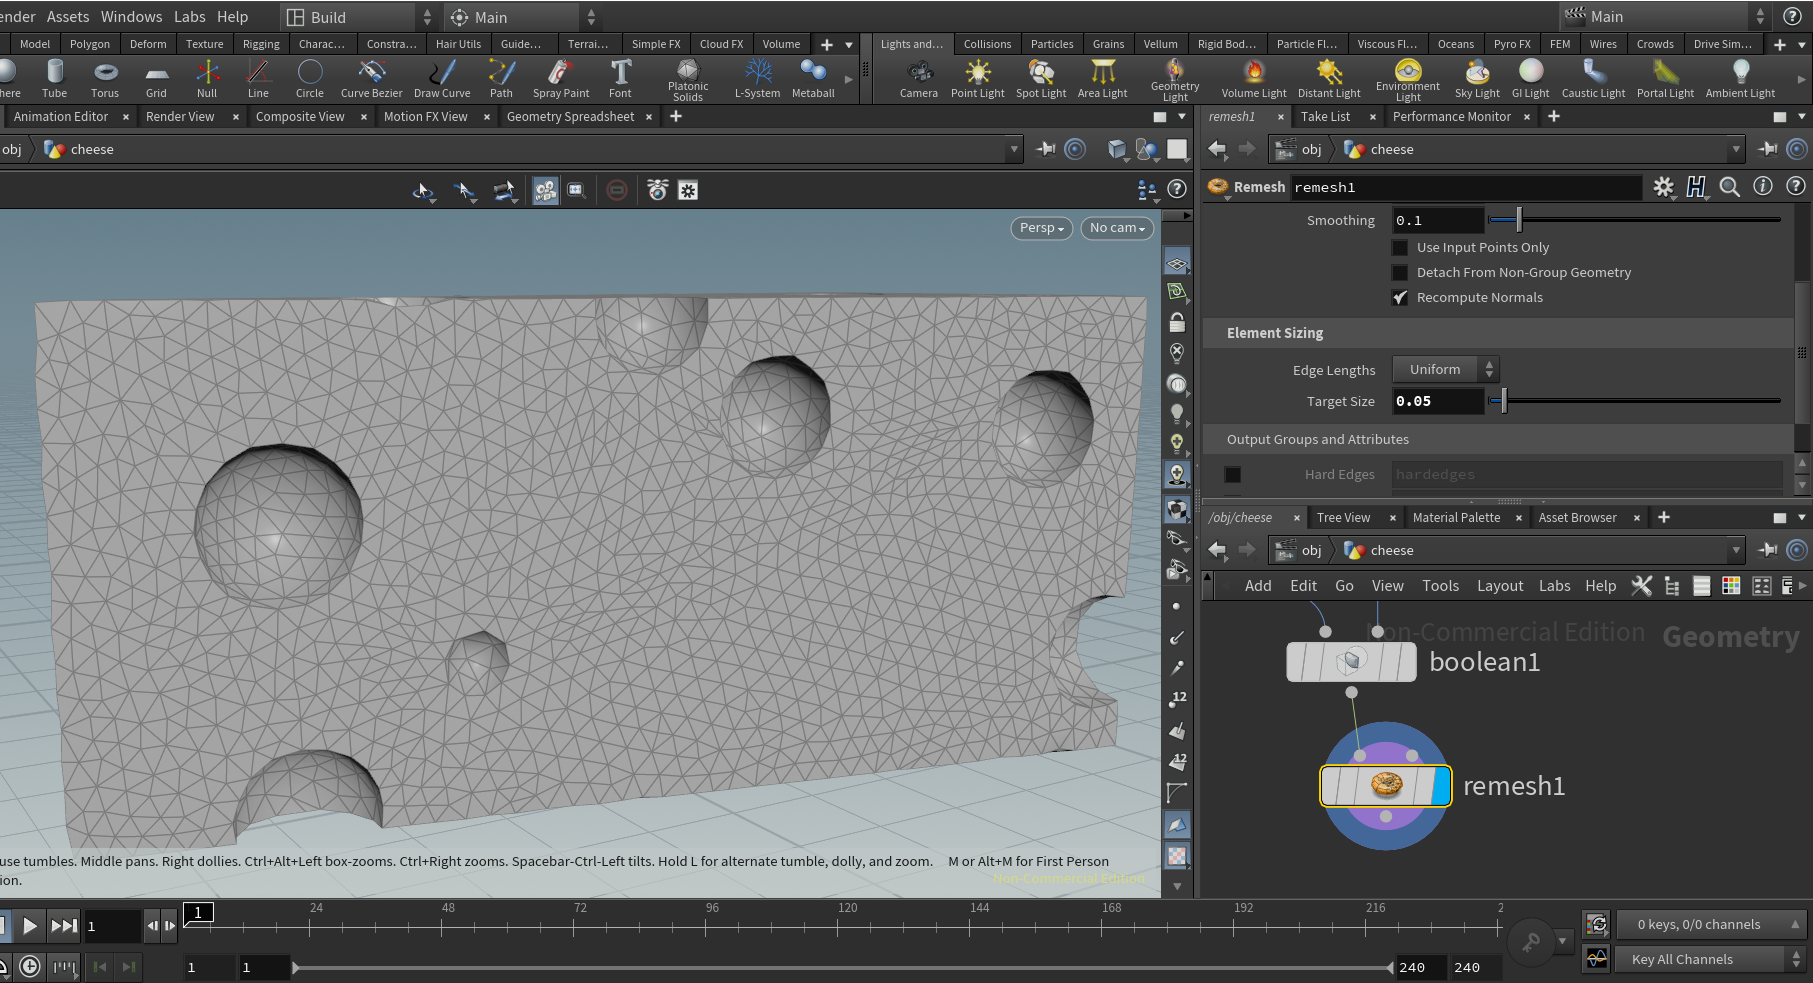 ender Assets Windows Labs Help Build Main Main
Model Polygon Deform Texture Rigging Charac... Constra... Hair Utils Guide... Terrai... Simple FX Cloud FX Volume Lights and... Collisions Particles Grains Vellum Rigid Bod... Particle Fl... Viscous Fl... Oceans Pyro FX FEM Wires Crowds Drive Sim...
here Tube Torus Grid Null Line Circle Curve Bezier Draw Curve Path Spray Paint Font Platonic Solids L-System Metaball Camera Point Light Spot Light Area Light Geometry Light Volume Light Distant Light Environment Light Sky Light GI Light Caustic Light Portal Light Ambient Light
Animation Editor Render View Composite View Motion FX View Geometry Spreadsheet
obj cheese
Persp No cam
use tumbles. Middle pans. Right dollies. Ctrl+Alt+Left box-zooms. Ctrl+Right zooms. Spacebar-Ctrl-Left tilts. Hold L for alternate tumble, dolly, and zoom. M or Alt+M for First Person
ion.
Non-Commercial Edition
12
12
remesh1 Take List Performance Monitor
obj cheese
Remesh remesh1
Smoothing 0.1
Use Input Points Only
Detach From Non-Group Geometry
Recompute Normals
Element Sizing
Edge Lengths Uniform
Target Size 0.05
Output Groups and Attributes
Hard Edges hardedges
/obj/cheese Tree View Material Palette Asset Browser
obj cheese
Add Edit Go View Tools Layout Labs Help
Non-Commercial Edition Geometry
boolean1
remesh1
1 1 24 48 72 96 120 144 168 192 216 2
0 keys, 0/0 channels
1 1 240 240
Key All Channels